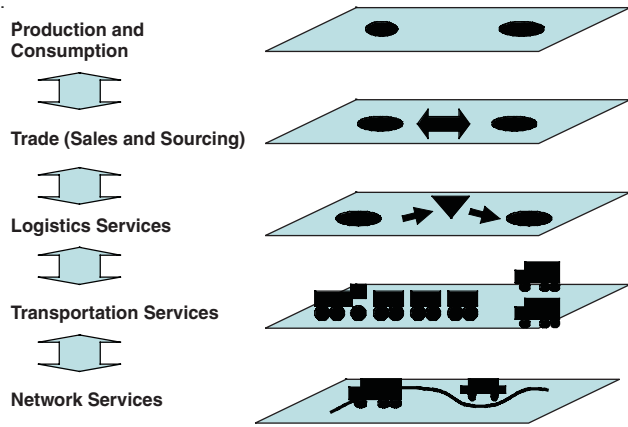 Production and
Consumption
Trade (Sales and Sourcing)
Logistics Services
Transportation Services
Network Services